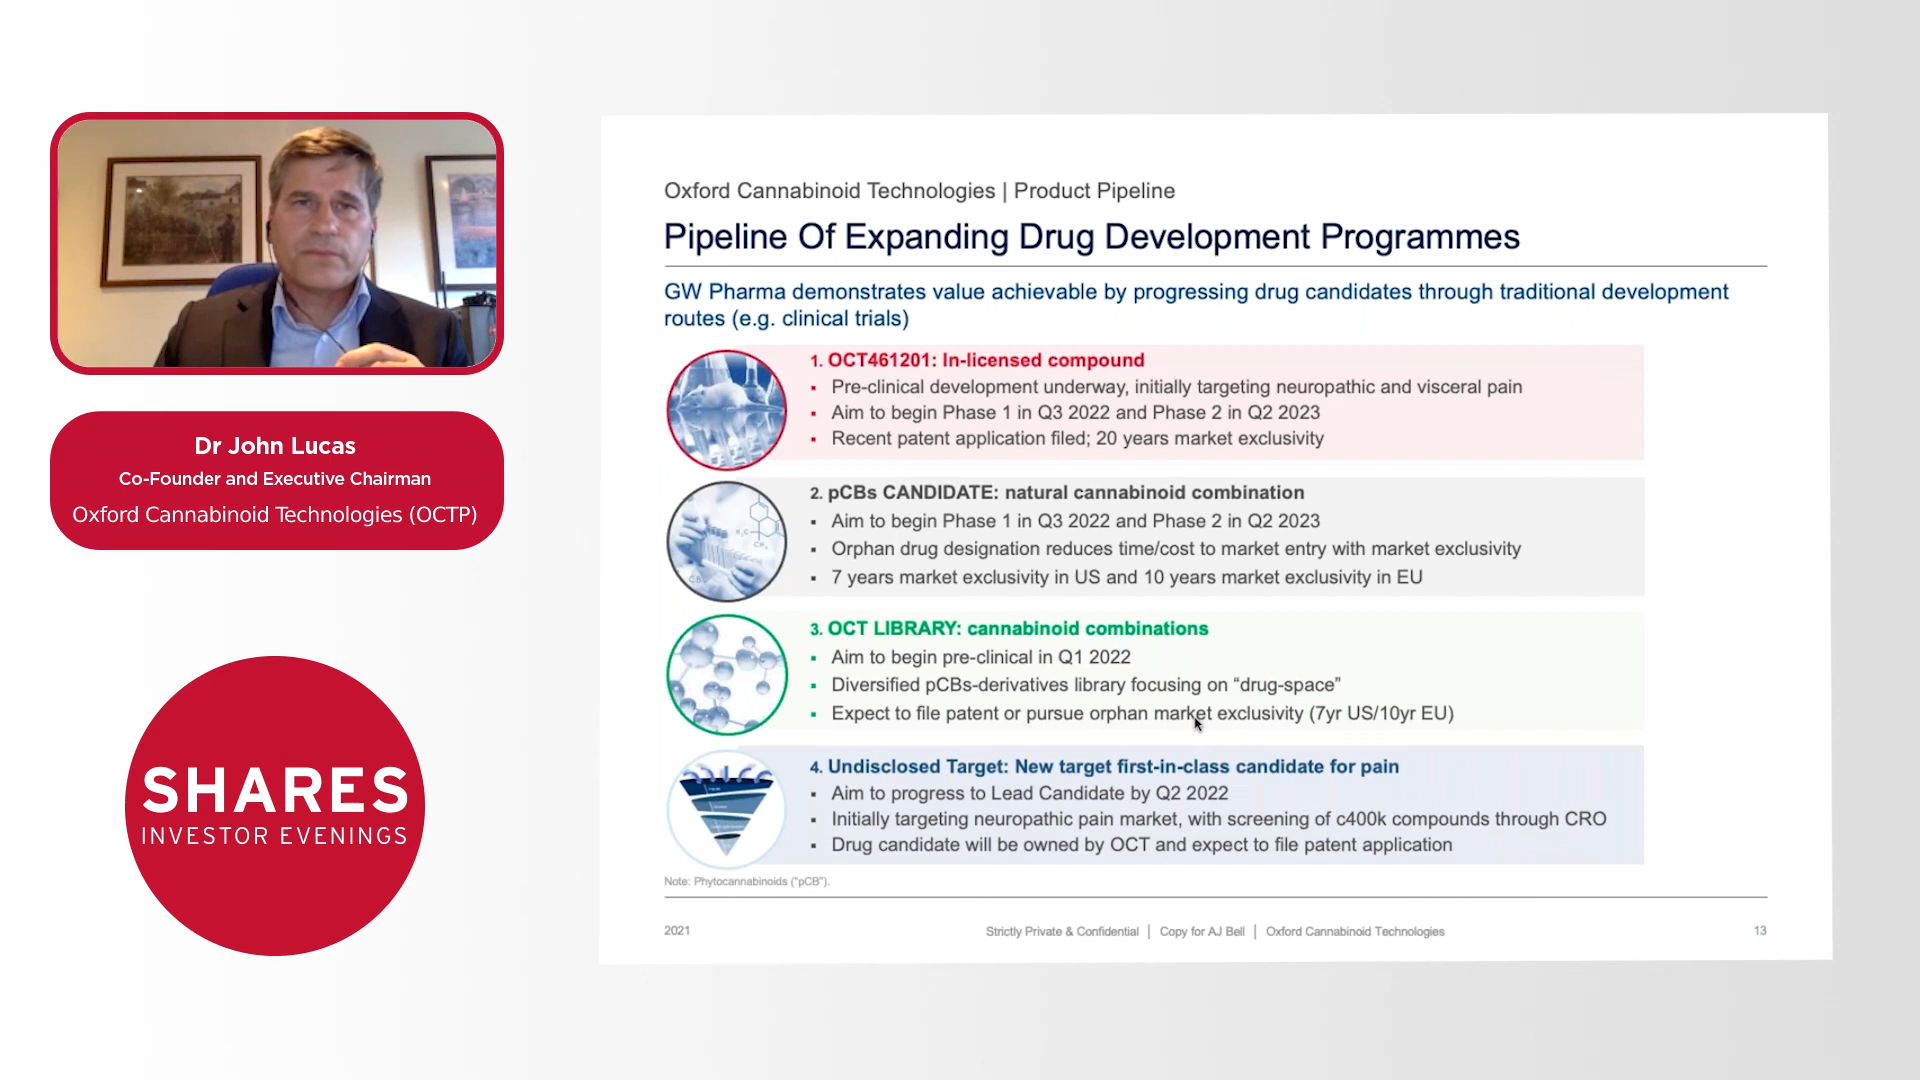 Dr John Lucas
Co-Founder and Executive Chairman
Oxford Cannabinoid Technologies (OCTP)
SHARES
INVESTOR EVENINGS
Oxford Cannabinoid Technologies | Product Pipeline
Pipeline Of Expanding Drug Development Programmes
GW Pharma demonstrates value achievable by progressing drug candidates through traditional development
routes (e.g. clinical trials)
1. OCT461201: In-licensed compound
▪ Pre-clinical development underway, initially targeting neuropathic and visceral pain
▪ Aim to begin Phase 1 in Q3 2022 and Phase 2 in Q2 2023
▪ Recent patent application filed; 20 years market exclusivity
2. pCBs CANDIDATE: natural cannabinoid combination
▪ Aim to begin Phase 1 in Q3 2022 and Phase 2 in Q2 2023
▪ Orphan drug designation reduces time/cost to market entry with market exclusivity
▪ 7 years market exclusivity in US and 10 years market exclusivity in EU
3. OCT LIBRARY: cannabinoid combinations
▪ Aim to begin pre-clinical in Q1 2022
▪ Diversified pCBs-derivatives library focusing on “drug-space”
▪ Expect to file patent or pursue orphan market exclusivity (7yr US/10yr EU)
4. Undisclosed Target: New target first-in-class candidate for pain
▪ Aim to progress to Lead Candidate by Q2 2022
▪ Initially targeting neuropathic pain market, with screening of c400k compounds through CRO
▪ Drug candidate will be owned by OCT and expect to file patent application
Note: Phytocannabinoids ("pCB").
2021
Strictly Private & Confidential | Copy for AJ Bell | Oxford Cannabinoid Technologies
13